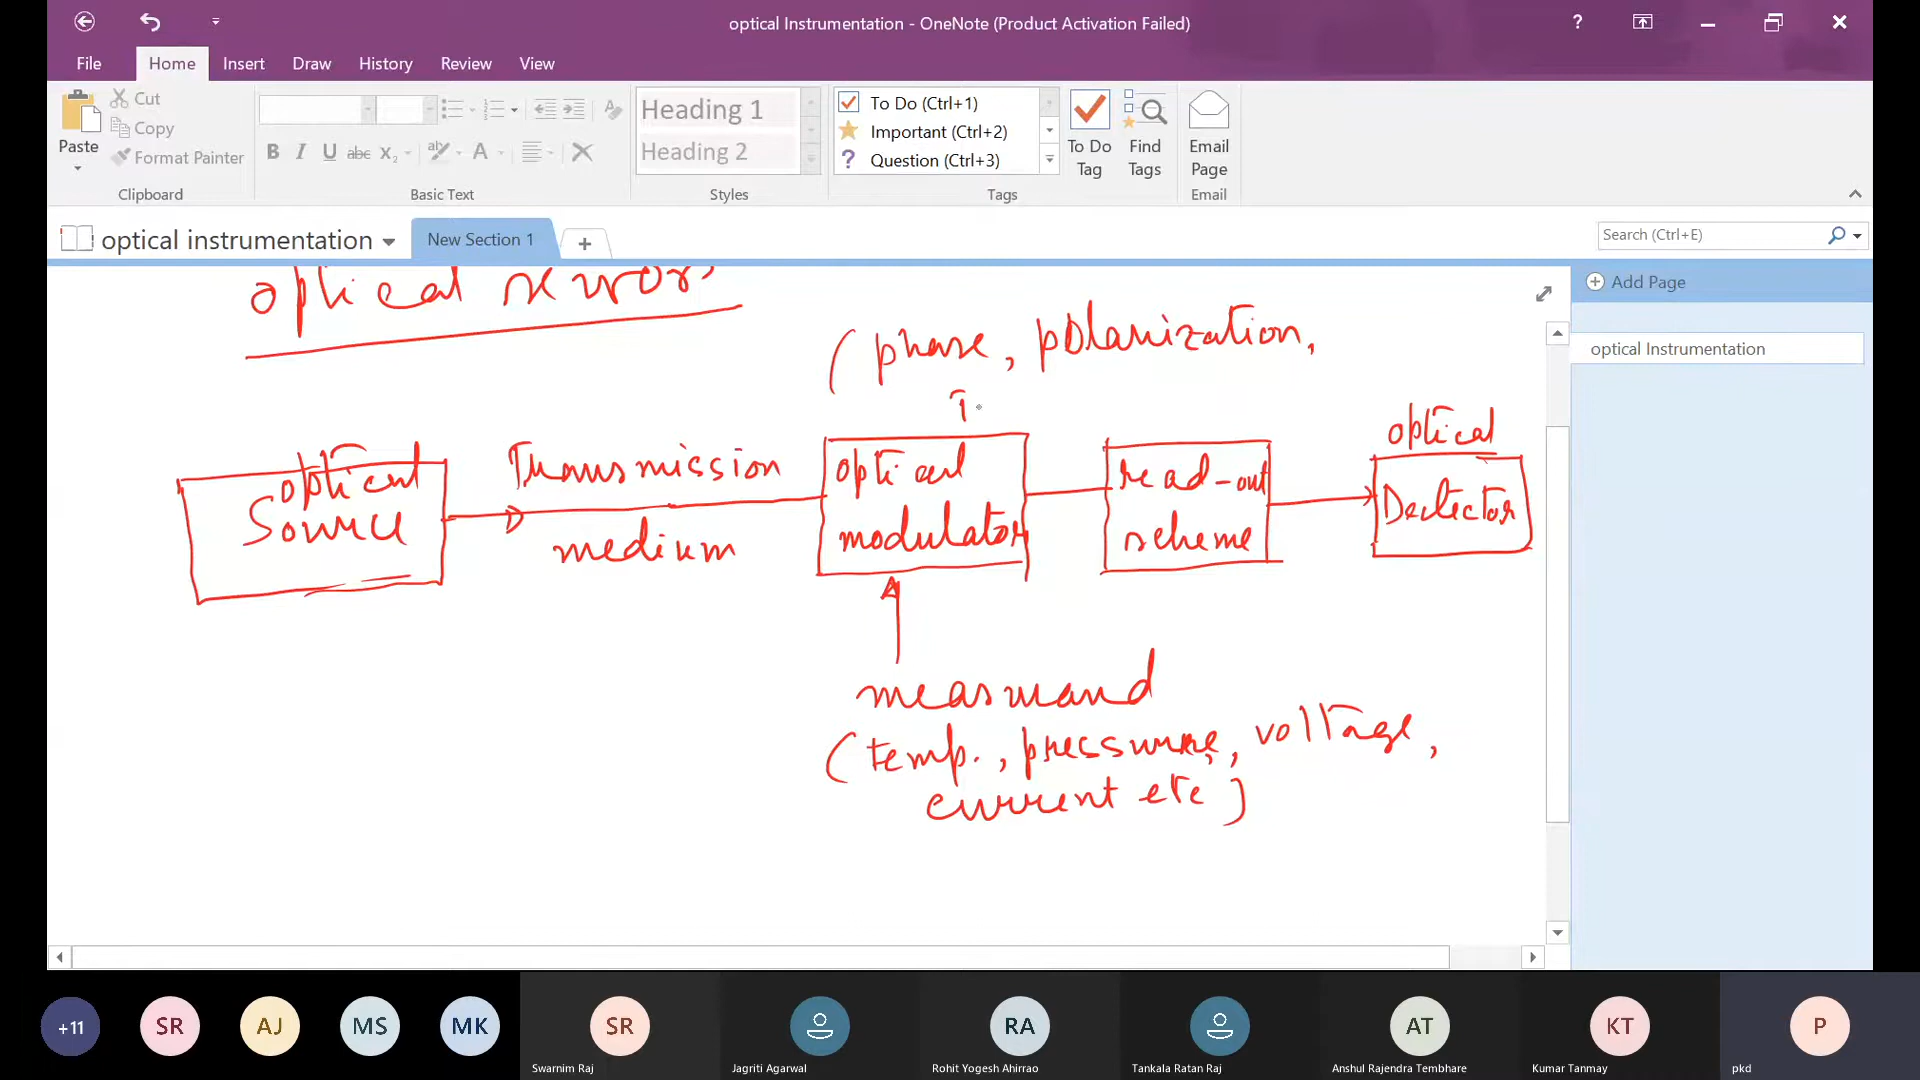 optical Instrumentation - OneNote (Product Activation Failed)
?
File Home Insert Draw History Review View
Paste
Cut
Copy
Format Painter
Clipboard
B I U abc X₂ ab A
Basic Text
Heading 1
Heading 2
Styles
To Do (Ctrl+1)
Important (Ctrl+2)
? Question (Ctrl+3)
Tags
To Do
Tag
Find
Tags
Email
Page
Email
optical instrumentation
New Section 1
+
Search (Ctrl+E)
Add Page
optical Instrumentation
optical sensors
(phase, polarization,
i
optical
Source
Transmission
medium
optical
modulator
read-out
scheme
optical
Dectector
measurand
(temp., pressure, voltage,
current etc)
+11
SR
AJ
MS
MK
SR
Swarnim Raj
Jagriti Agarwal
RA
Rohit Yogesh Ahirrao
Tankala Ratan Raj
AT
Anshul Rajendra Tembhare
KT
Kumar Tanmay
P
pkd